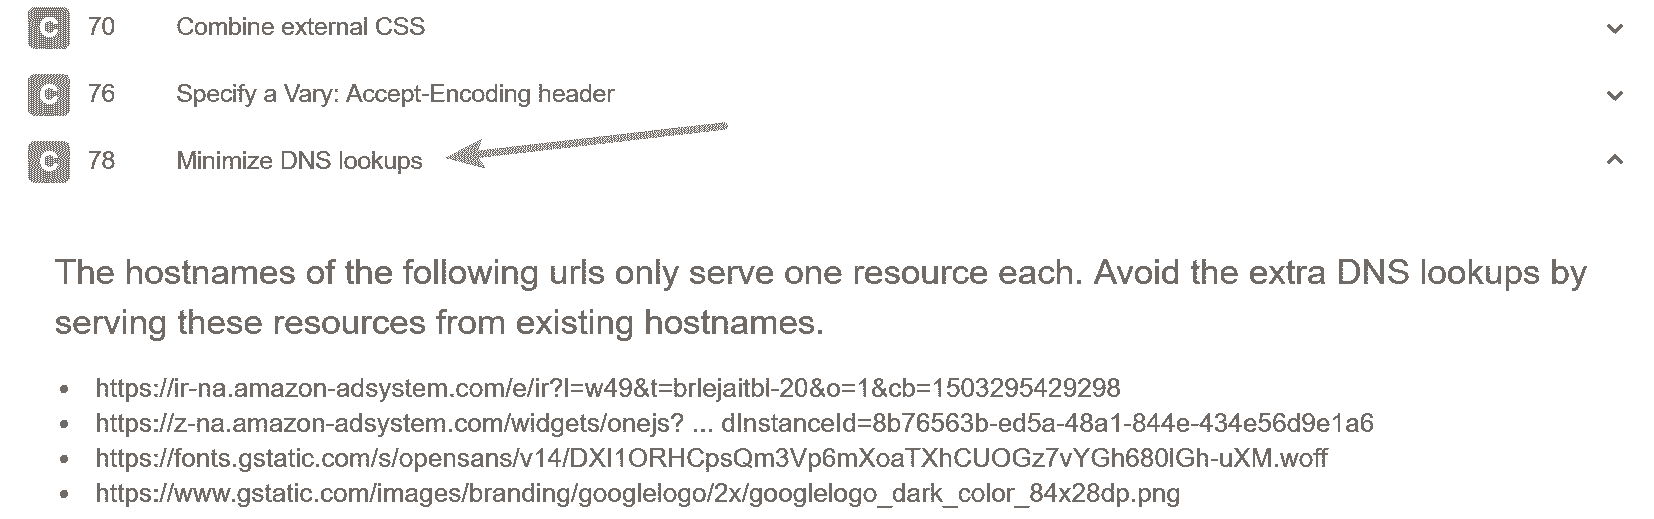 C 70 Combine external CSS
C 76 Specify a Vary: Accept-Encoding header
C 78 Minimize DNS lookups
The hostnames of the following urls only serve one resource each. Avoid the extra DNS lookups by
serving these resources from existing hostnames.
• https://ir-na.amazon-adsystem.com/e/ir?l=w49&t=brlejaitbl-20&o=1&cb=1503295429298
• https://z-na.amazon-adsystem.com/widgets/onejs? ... dInstanceId=8b76563b-ed5a-48a1-844e-434e56d9e1a6
• https://fonts.gstatic.com/s/opensans/v14/DXI1ORHCpsQm3Vp6mXoaTXhCUOGz7vYGh680lGh-uXM.woff
• https://www.gstatic.com/images/branding/googlelogo/2x/googlelogo_dark_color_84x28dp.png